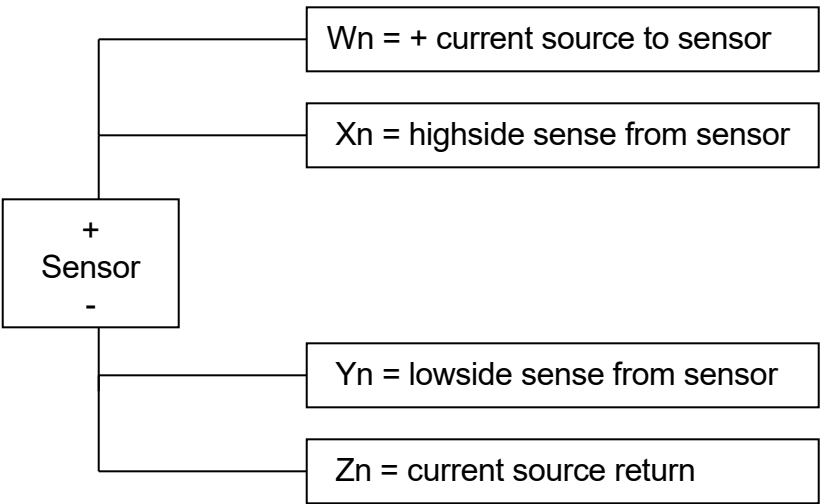 Wn = + current source to sensor
Xn = highside sense from sensor
+
Sensor
-
Yn = lowside sense from sensor
Zn = current source return